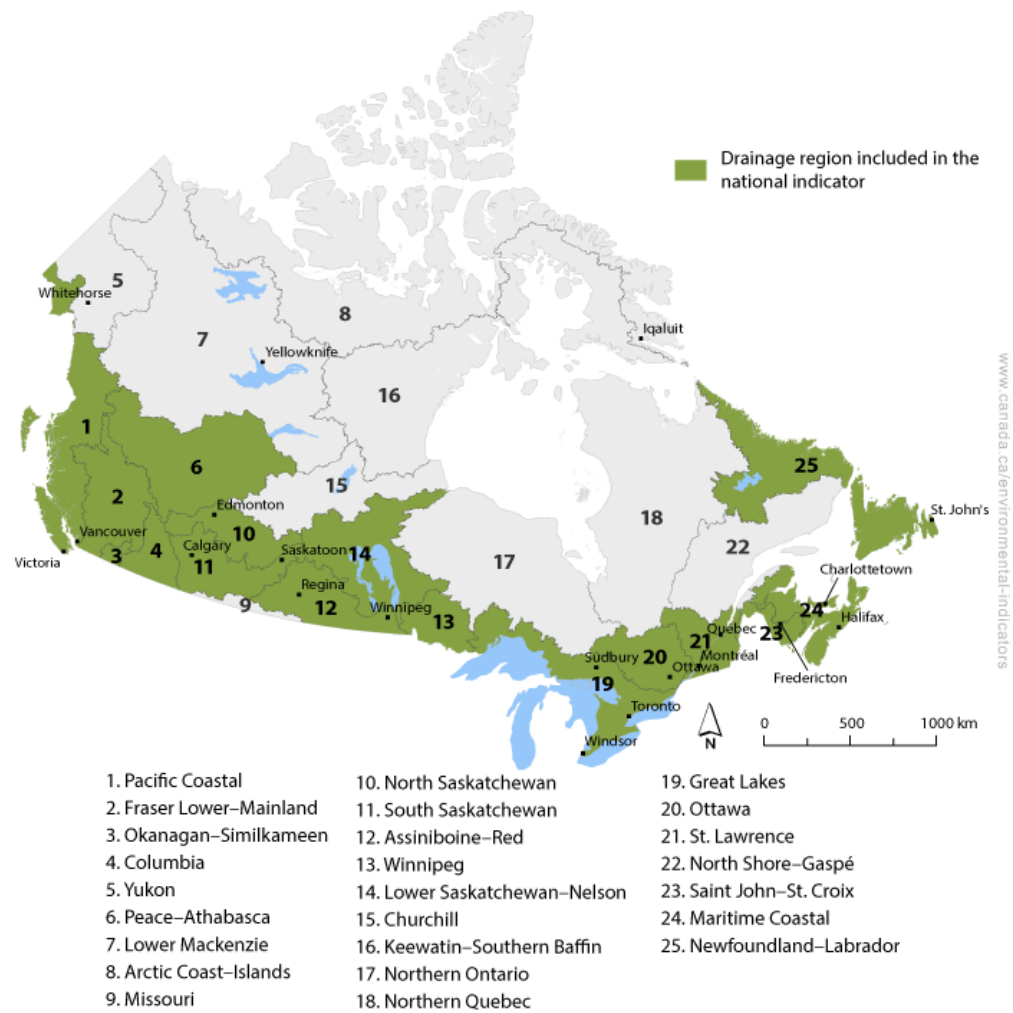 Drainage region included in the
national indicator
5
Whitehorse
8
Iqaluit
7
Yellowknife
16
1
6
25
15
2
Edmonton
St. John's
18
10
Vancouver
Calgary
Saskatoon
14
22
Victoria
3
4
11
17
Charlottetown
Regina
9
12
Winnipeg
13
24
Halifax
Québec
23
21
Sudbury
20
Montréal
Ottawa
Fredericton
19
Toronto
Windsor
N
0 500 1000 km
www.canada.ca/environmental-indicators
1. Pacific Coastal
2. Fraser Lower–Mainland
3. Okanagan–Similkameen
4. Columbia
5. Yukon
6. Peace–Athabasca
7. Lower Mackenzie
8. Arctic Coast–Islands
9. Missouri
10. North Saskatchewan
11. South Saskatchewan
12. Assiniboine–Red
13. Winnipeg
14. Lower Saskatchewan–Nelson
15. Churchill
16. Keewatin–Southern Baffin
17. Northern Ontario
18. Northern Quebec
19. Great Lakes
20. Ottawa
21. St. Lawrence
22. North Shore–Gaspé
23. Saint John–St. Croix
24. Maritime Coastal
25. Newfoundland–Labrador